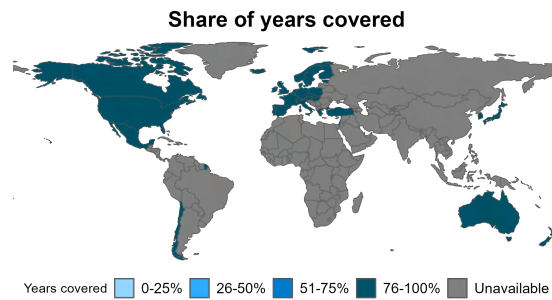 Share of years covered
Years covered 0-25% 26-50% 51-75% 76-100% Unavailable